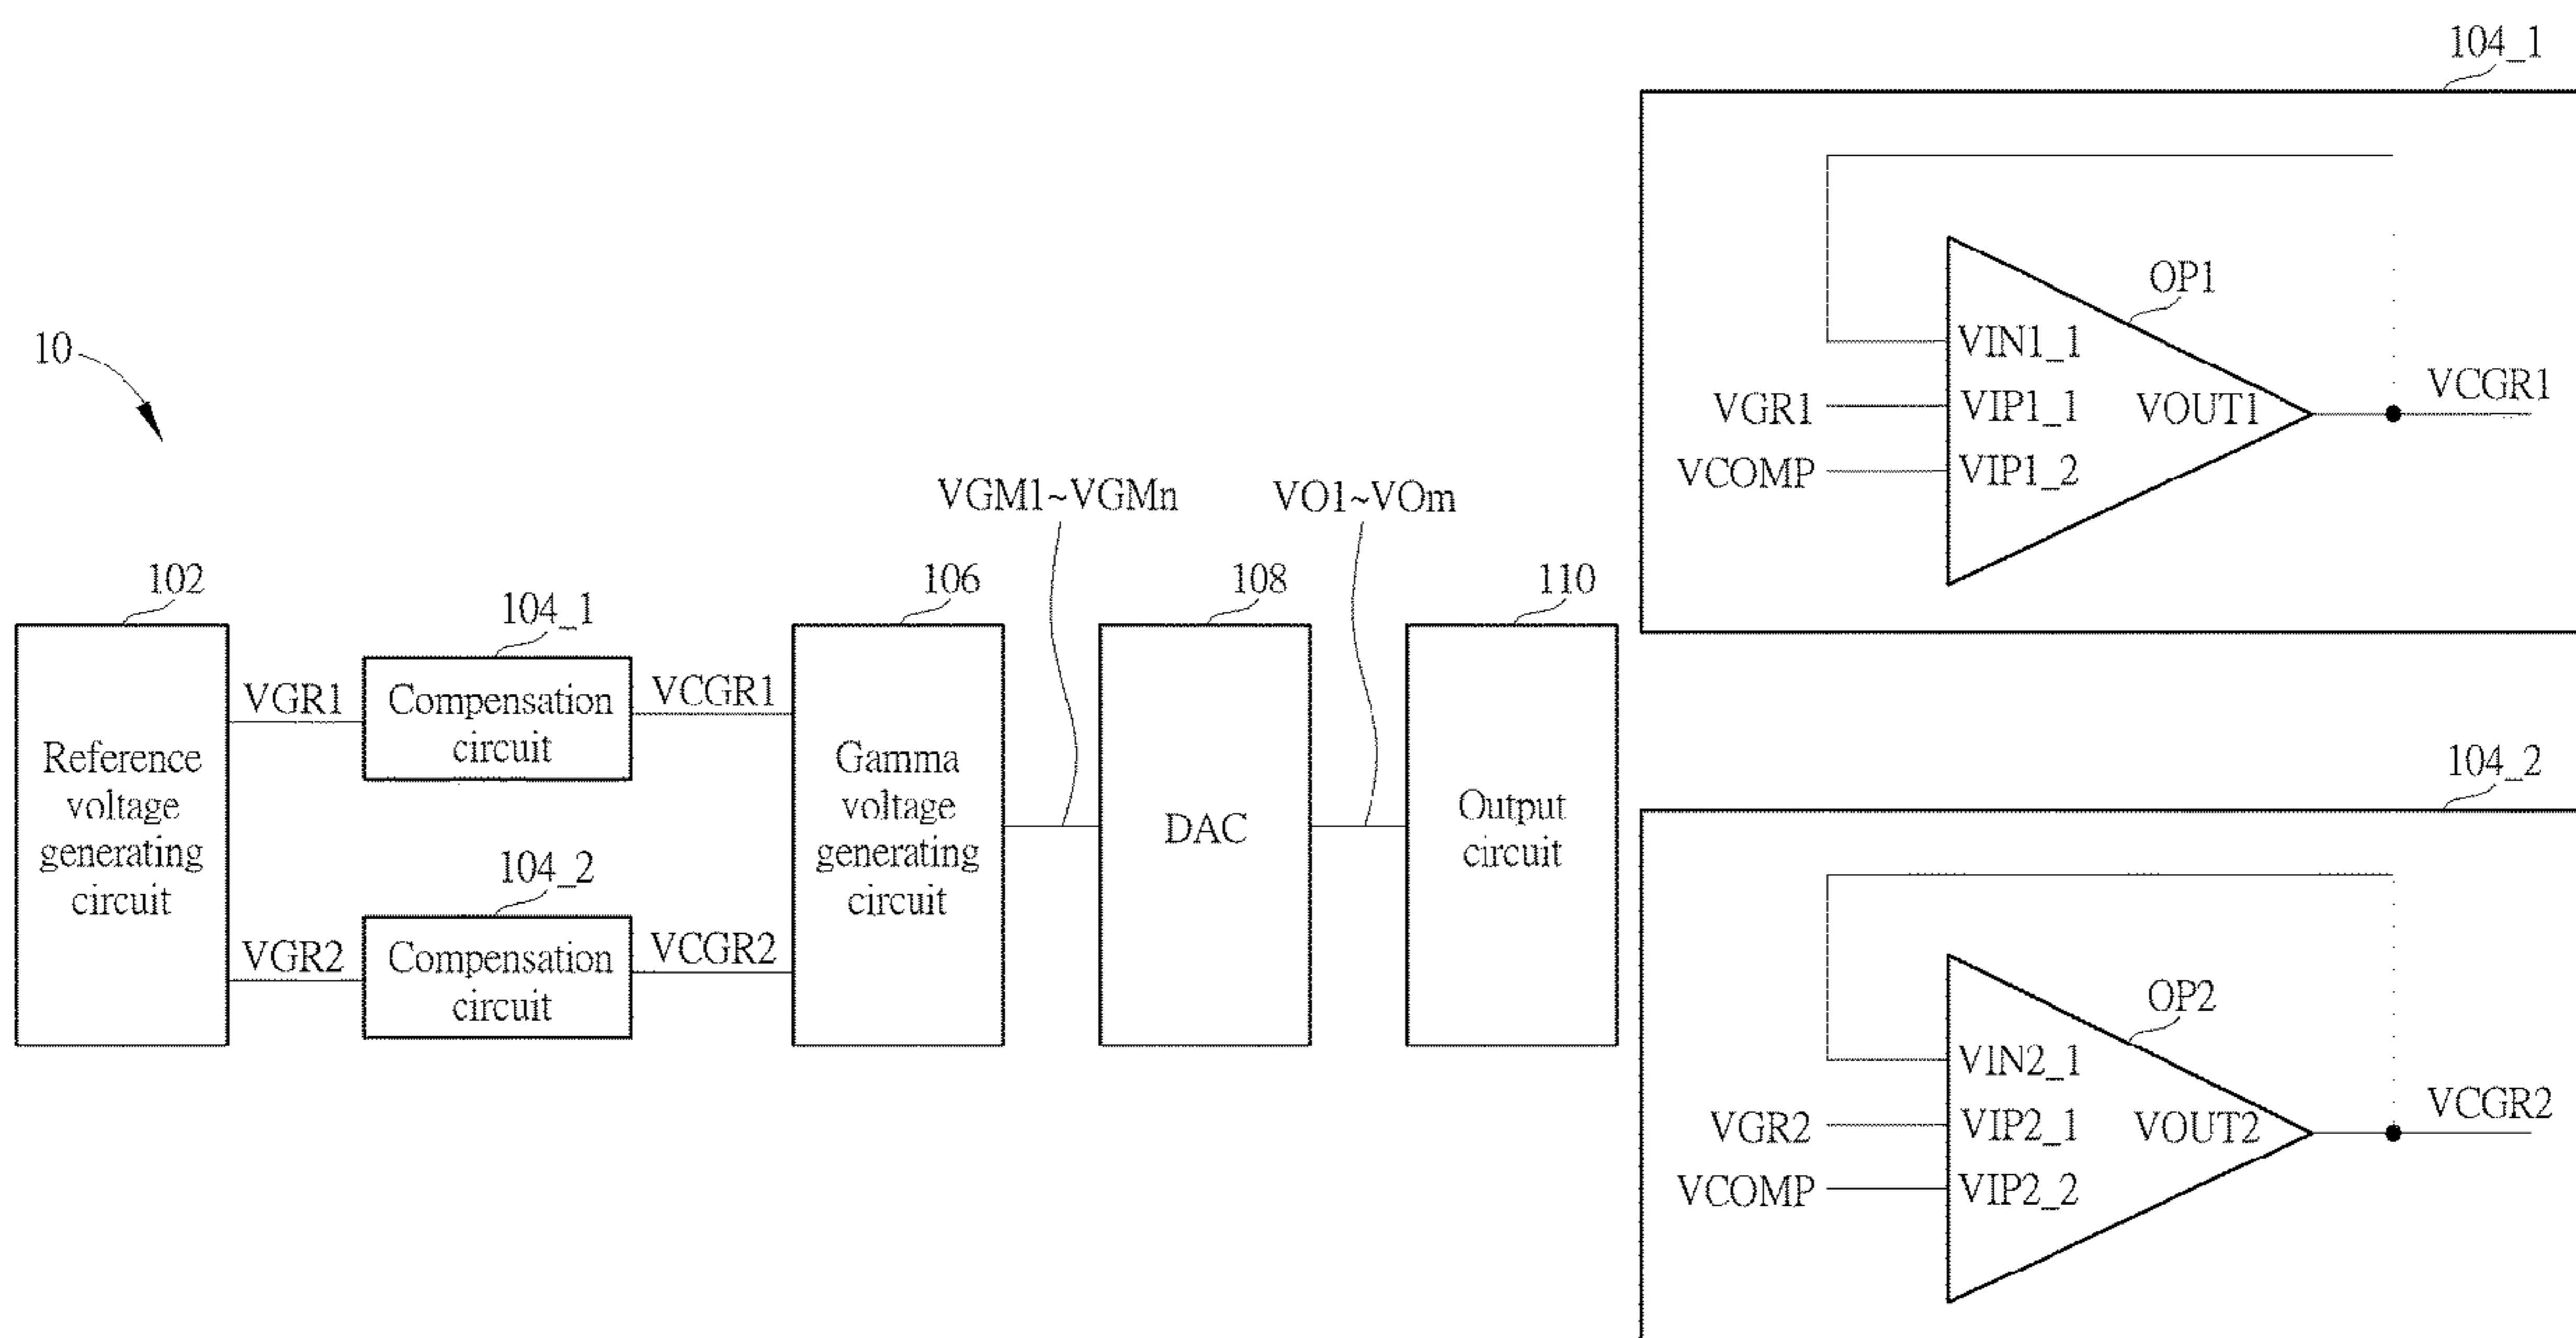 10
102
Reference
voltage
generating
circuit
VGR1
VGR2
104_1
Compensation
circuit
104_2
Compensation
circuit
VCGR1
VCGR2
106
Gamma
voltage
generating
circuit
VGM1~VGMn
108
DAC
VO1~VOm
110
Output
circuit
104_1
OP1
VIN1_1
VGR1
VIP1_1
VOUT1
VCGR1
VCOMP
VIP1_2
104_2
OP2
VIN2_1
VGR2
VIP2_1
VOUT2
VCGR2
VCOMP
VIP2_2